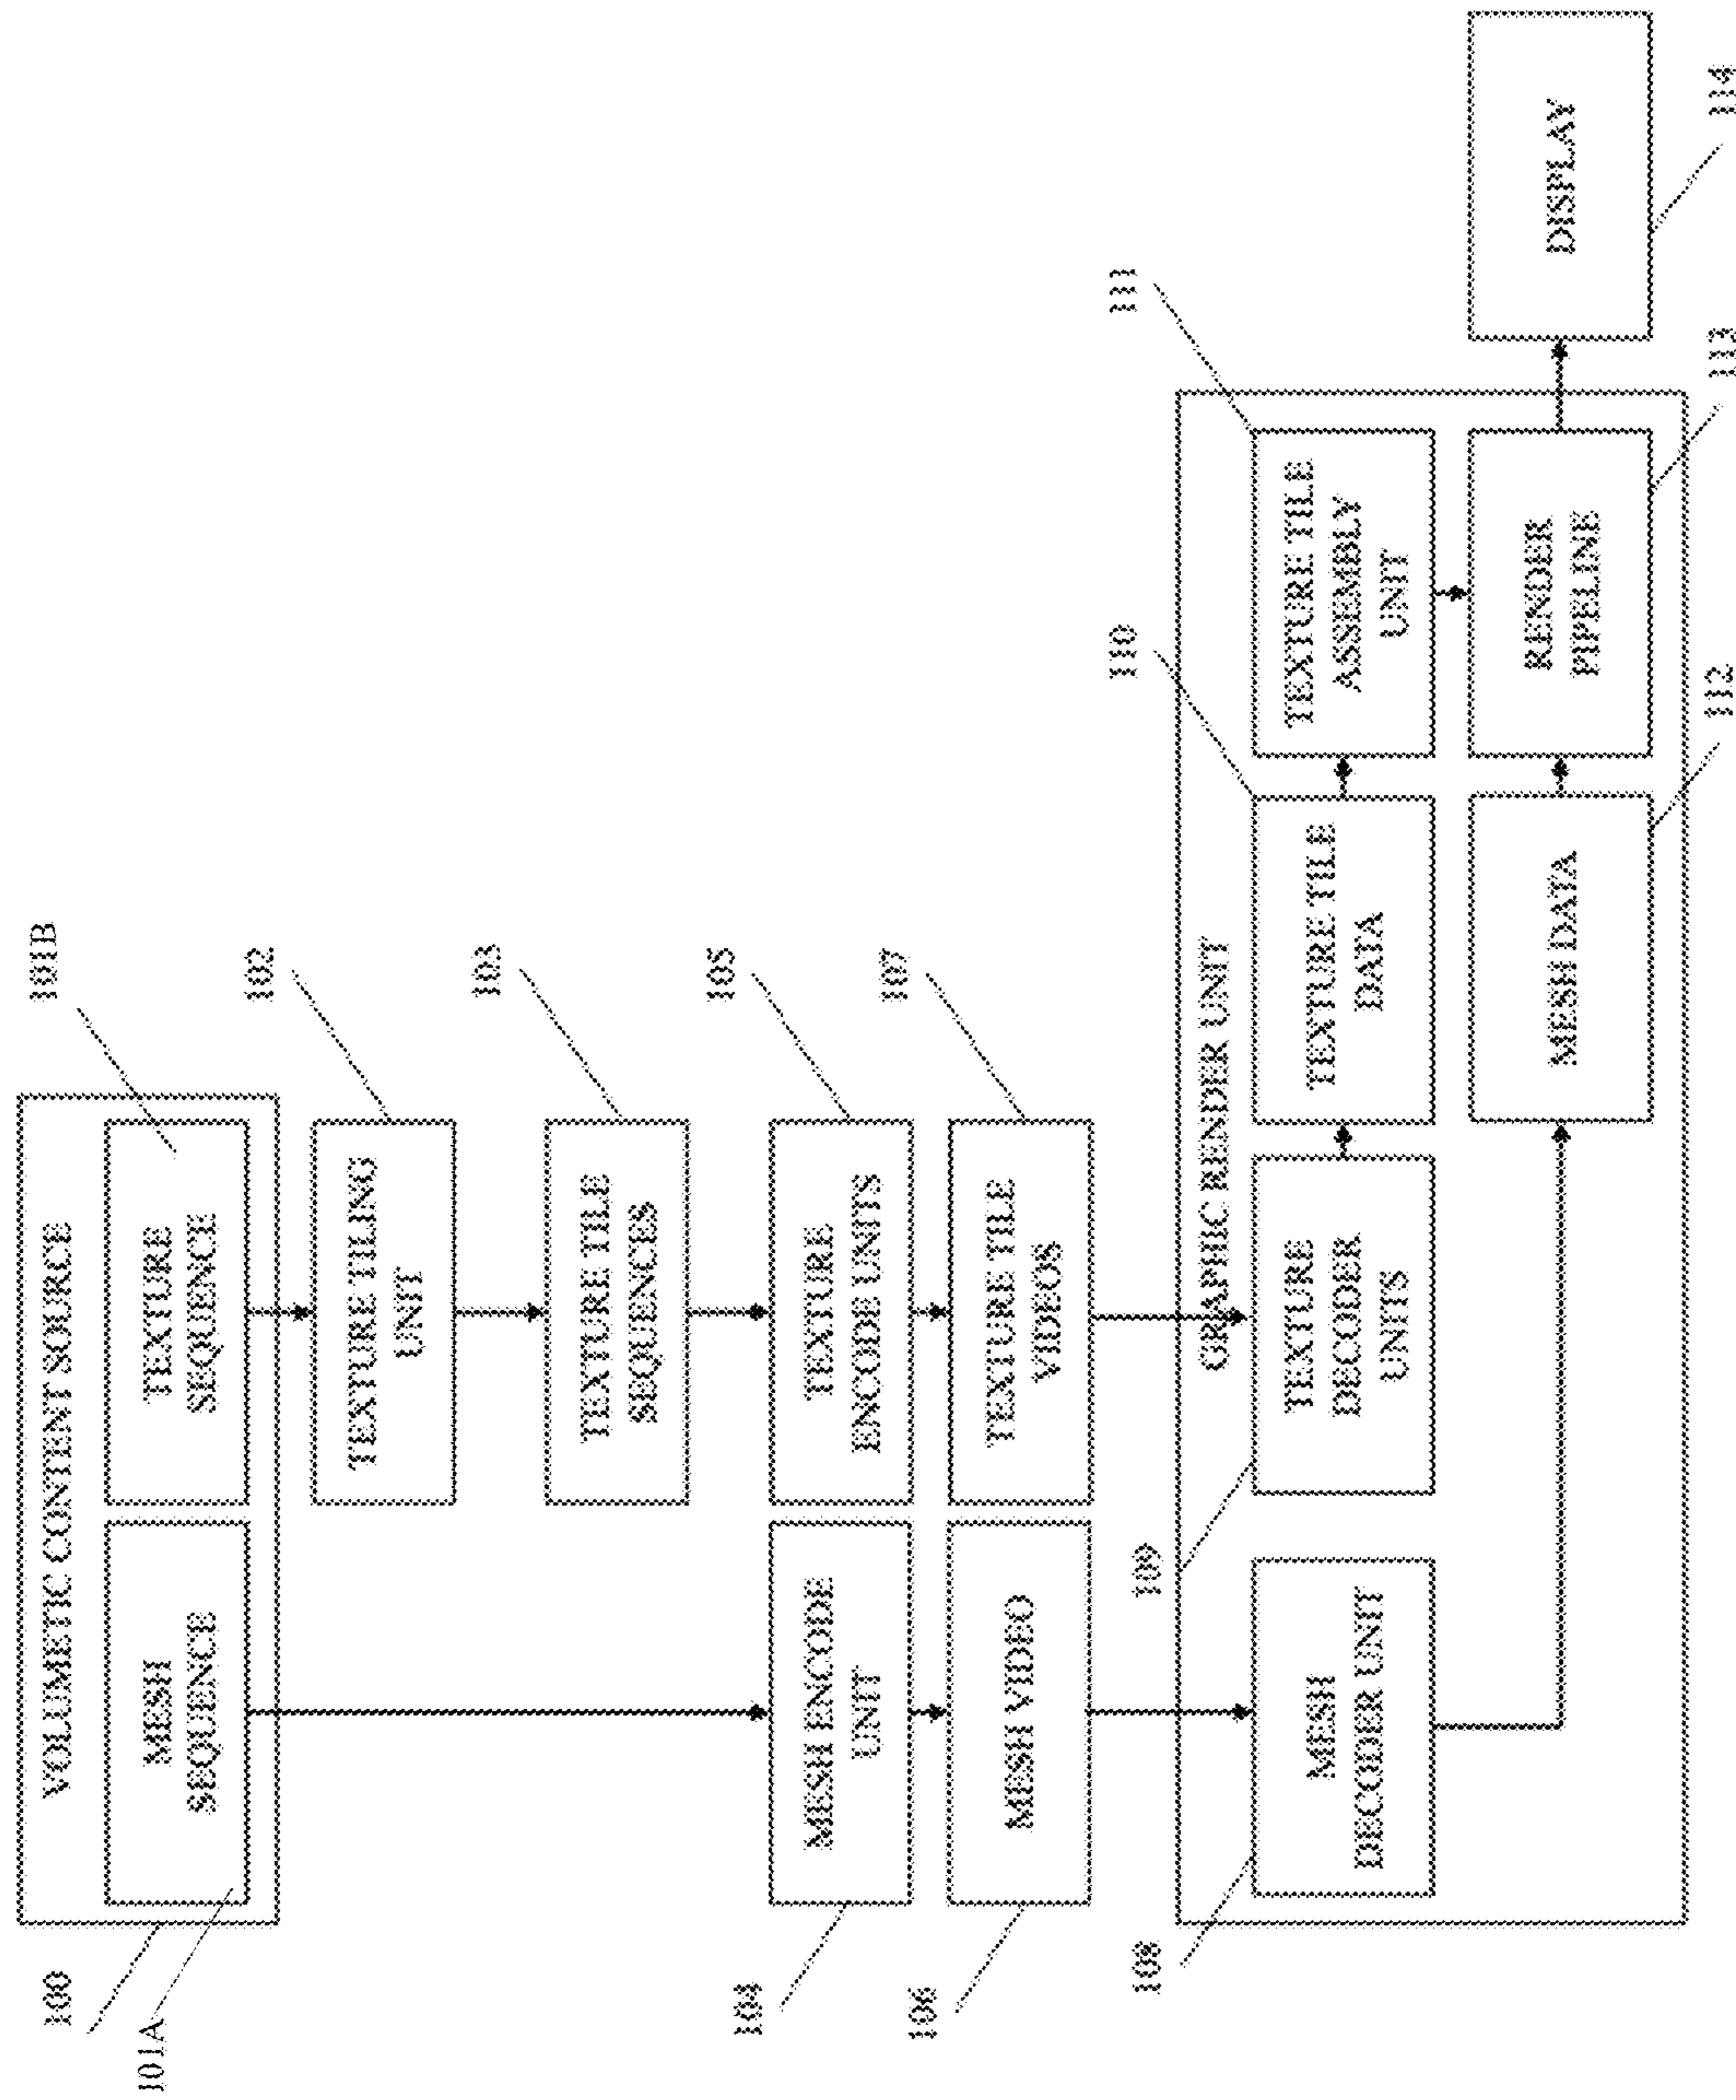 100
VOLUMETIC CONTENT SOURCE
101B
101A
MESH
SEQUENCE
TEXTURE
SEQUENCE
102
TEXTURE TILING
UNIT
103
TEXTURE TILE
SEQUENCES
104
MESH ENCODE
UNIT
TEXTURE
ENCODE UNITS
105
106
MESH VIDEO
TEXTURE TILE
VIDEOS
107
108
109
110
111
GRAPHIC RENDER UNIT
MESH
DECODER UNIT
TEXTURE
DECODER
UNITS
TEXTURE TILE
DATA
TEXTURE TILE
ASSEMBLY
UNIT
MESH DATA
RENDER
PIPELINE
DISPLAY
112
113
114